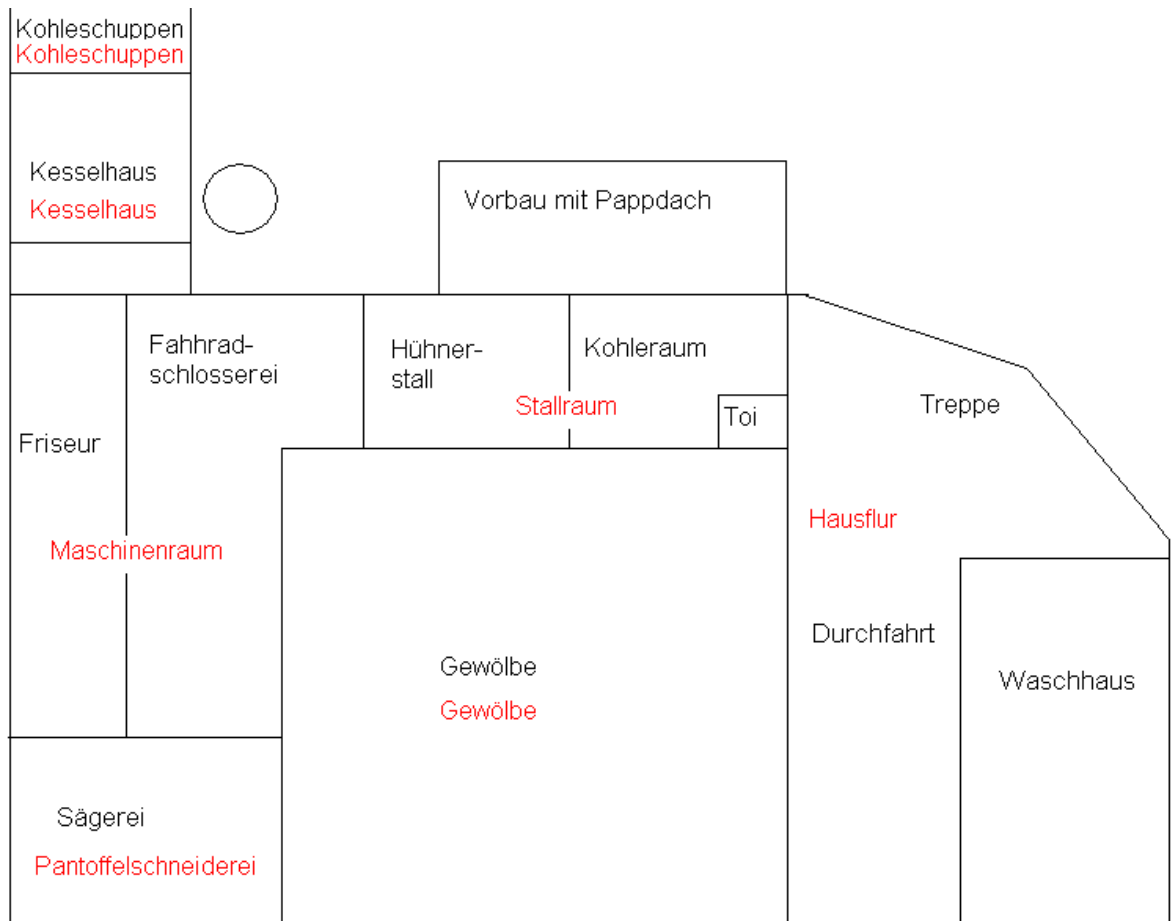 Kohleschuppen
Kohleschuppen
Kesselhaus
Kesselhaus
Vorbau mit Pappdach
Fahhrad-
schlosserei
Hühner-
stall
Kohleraum
Stallraum
Toi
Treppe
Friseur
Maschinenraum
Hausflur
Durchfahrt
Gewölbe
Gewölbe
Waschhaus
Sägerei
Pantoffelschneiderei